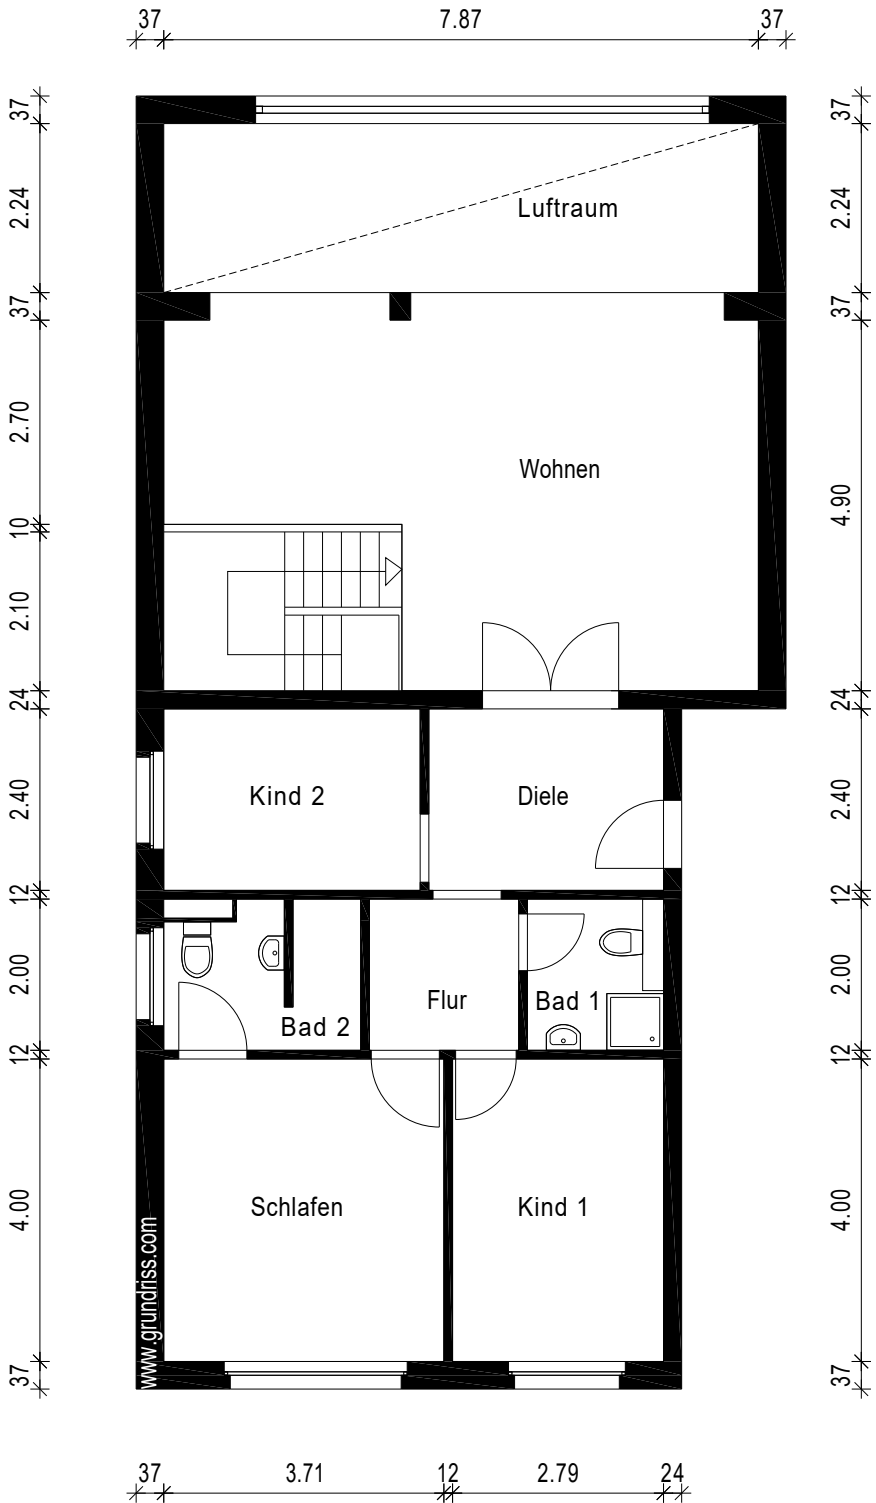 37 7.87 37
37
2.24
37
2.70
10
2.10
24
2.40
12
2.00
12
4.00
37
Luftraum
Wohnen
Kind 2
Diele
Flur
Bad 1
Bad 2
Schlafen
Kind 1
www.grundriss.com
37
2.24
37
4.90
24
2.40
12
2.00
12
4.00
37
37 3.71 12 2.79 24